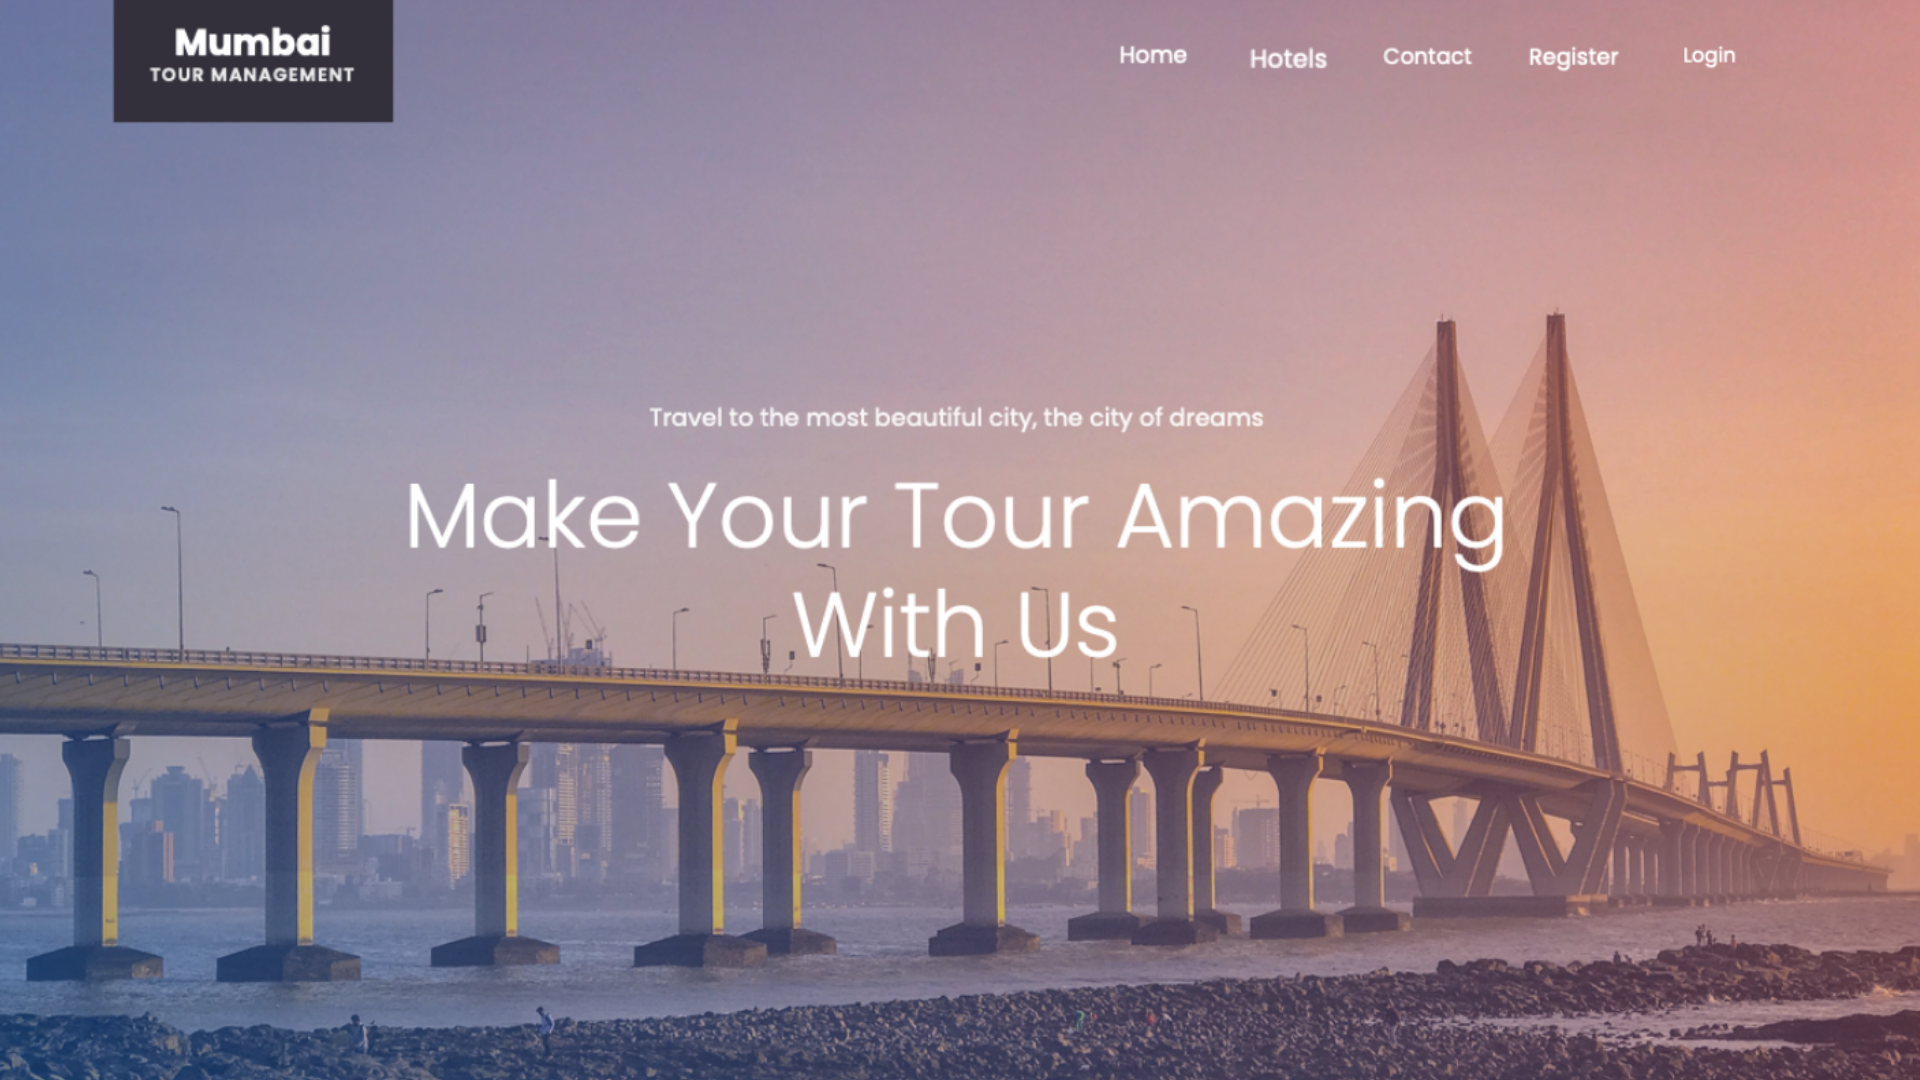 Mumbai
TOUR MANAGEMENT
Home Hotels Contact Register Login
Travel to the most beautiful city, the city of dreams
Make Your Tour Amazing
With Us